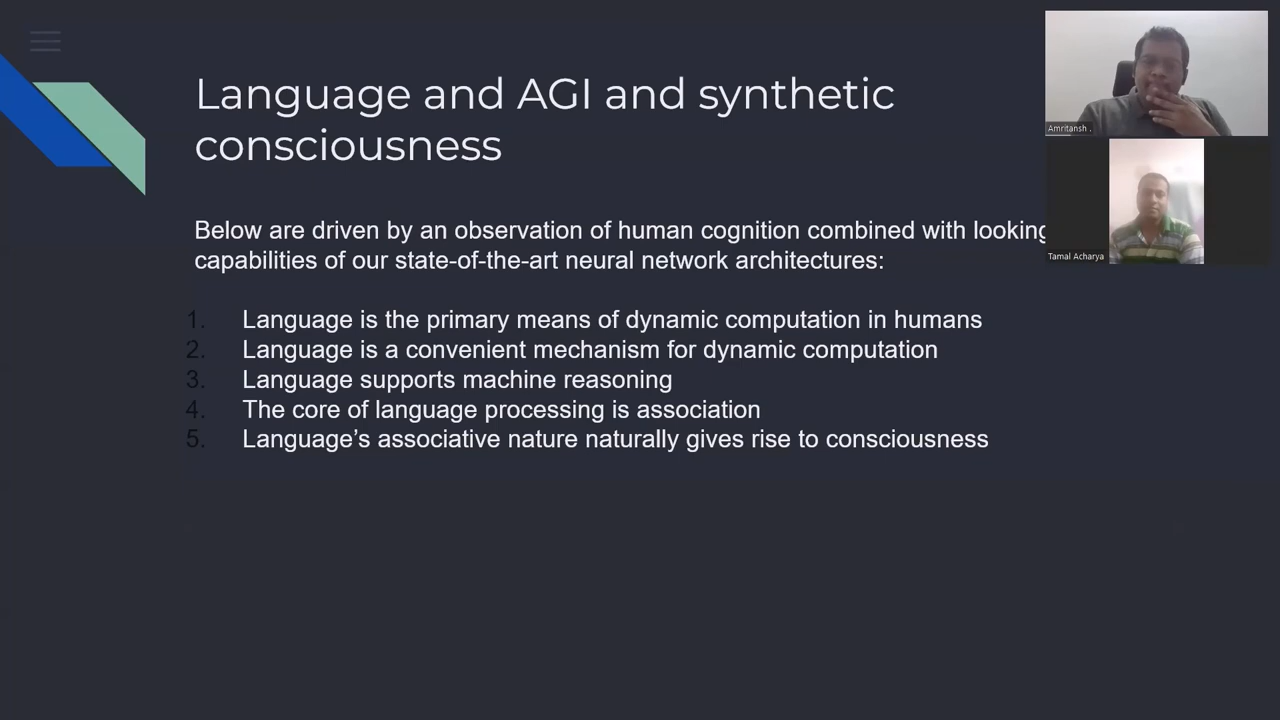 Language and AGI and synthetic
consciousness
Below are driven by an observation of human cognition combined with looking
capabilities of our state-of-the-art neural network architectures:
1. Language is the primary means of dynamic computation in humans
2. Language is a convenient mechanism for dynamic computation
3. Language supports machine reasoning
4. The core of language processing is association
5. Language’s associative nature naturally gives rise to consciousness
Amritansh .
Tamal Acharya